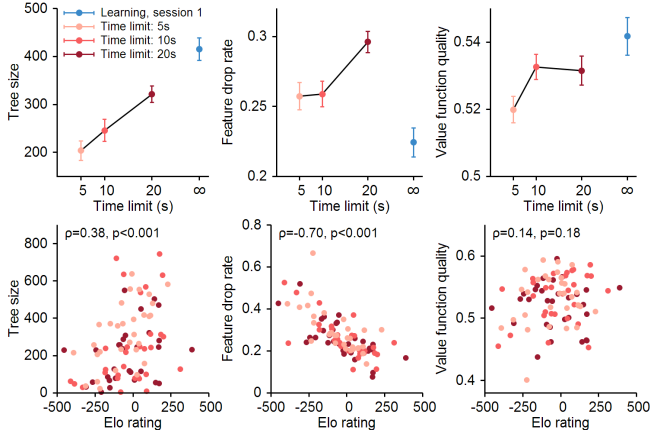 Tree size
500
400
300
200
Learning, session 1
Time limit: 5s
Time limit: 10s
Time limit: 20s
5 10 20 ∞
Time limit (s)
Feature drop rate
0.3
0.25
0.2
5 10 20 ∞
Time limit (s)
Value function quality
0.54
0.52
0.5
5 10 20 ∞
Time limit (s)
Tree size
800
600
400
200
0
ρ=0.38, p<0.001
-500 -250 0 250 500
Elo rating
Feature drop rate
0.8
0.6
0.4
0.2
0
ρ=-0.70, p<0.001
-500 -250 0 250 500
Elo rating
Value function quality
0.6
0.5
0.4
ρ=0.14, p=0.18
-500 -250 0 250 500
Elo rating